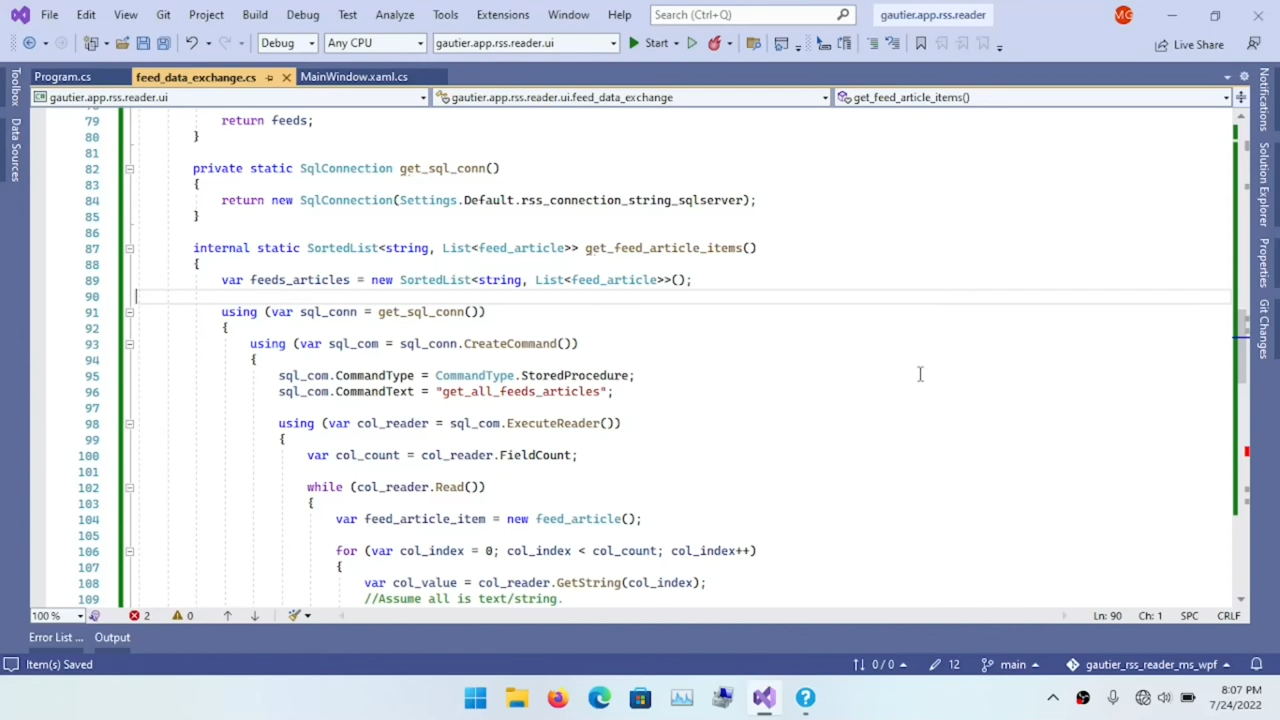 File Edit View Git Project Build Debug Test Analyze Tools Extensions Window Help Search (Ctrl+Q) gautier.app.rss.reader MG
Debug Any CPU gautier.app.rss.reader.ui Start Live Share
Program.cs feed_data_exchange.cs MainWindow.xaml.cs
gautier.app.rss.reader.ui gautier.app.rss.reader.ui.feed_data_exchange get_feed_article_items()
Toolbox
Data Sources
79 return feeds;
80 }
81
82 private static SqlConnection get_sql_conn()
83 {
84 return new SqlConnection(Settings.Default.rss_connection_string_sqlserver);
85 }
86
87 internal static SortedList<string, List<feed_article>> get_feed_article_items()
88 {
89 var feeds_articles = new SortedList<string, List<feed_article>>();
90
91 using (var sql_conn = get_sql_conn())
92 {
93 using (var sql_com = sql_conn.CreateCommand())
94 {
95 sql_com.CommandType = CommandType.StoredProcedure;
96 sql_com.CommandText = "get_all_feeds_articles";
97
98 using (var col_reader = sql_com.ExecuteReader())
99 {
100 var col_count = col_reader.FieldCount;
101
102 while (col_reader.Read())
103 {
104 var feed_article_item = new feed_article();
105
106 for (var col_index = 0; col_index < col_count; col_index++)
107 {
108 var col_value = col_reader.GetString(col_index);
109 //Assume all is text/string.
Notifications
Solution Explorer
Properties
Git Changes
100 % 2 0 Ln: 90 Ch: 1 SPC CRLF
Error List ... Output
Item(s) Saved 0 / 0 12 main gautier_rss_reader_ms_wpf
8:07 PM
7/24/2022